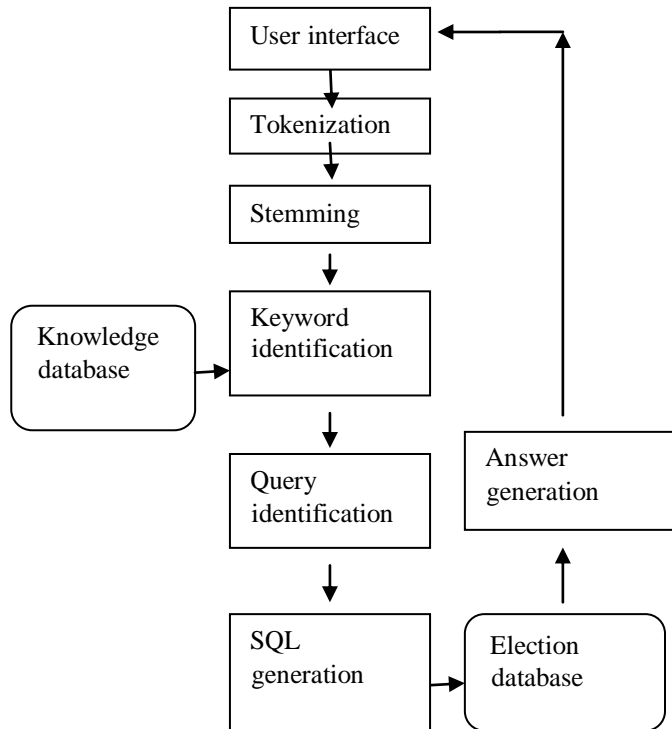 User interface
Tokenization
Stemming
Keyword
identification
Knowledge
database
Query
identification
Answer
generation
SQL
generation
Election
database